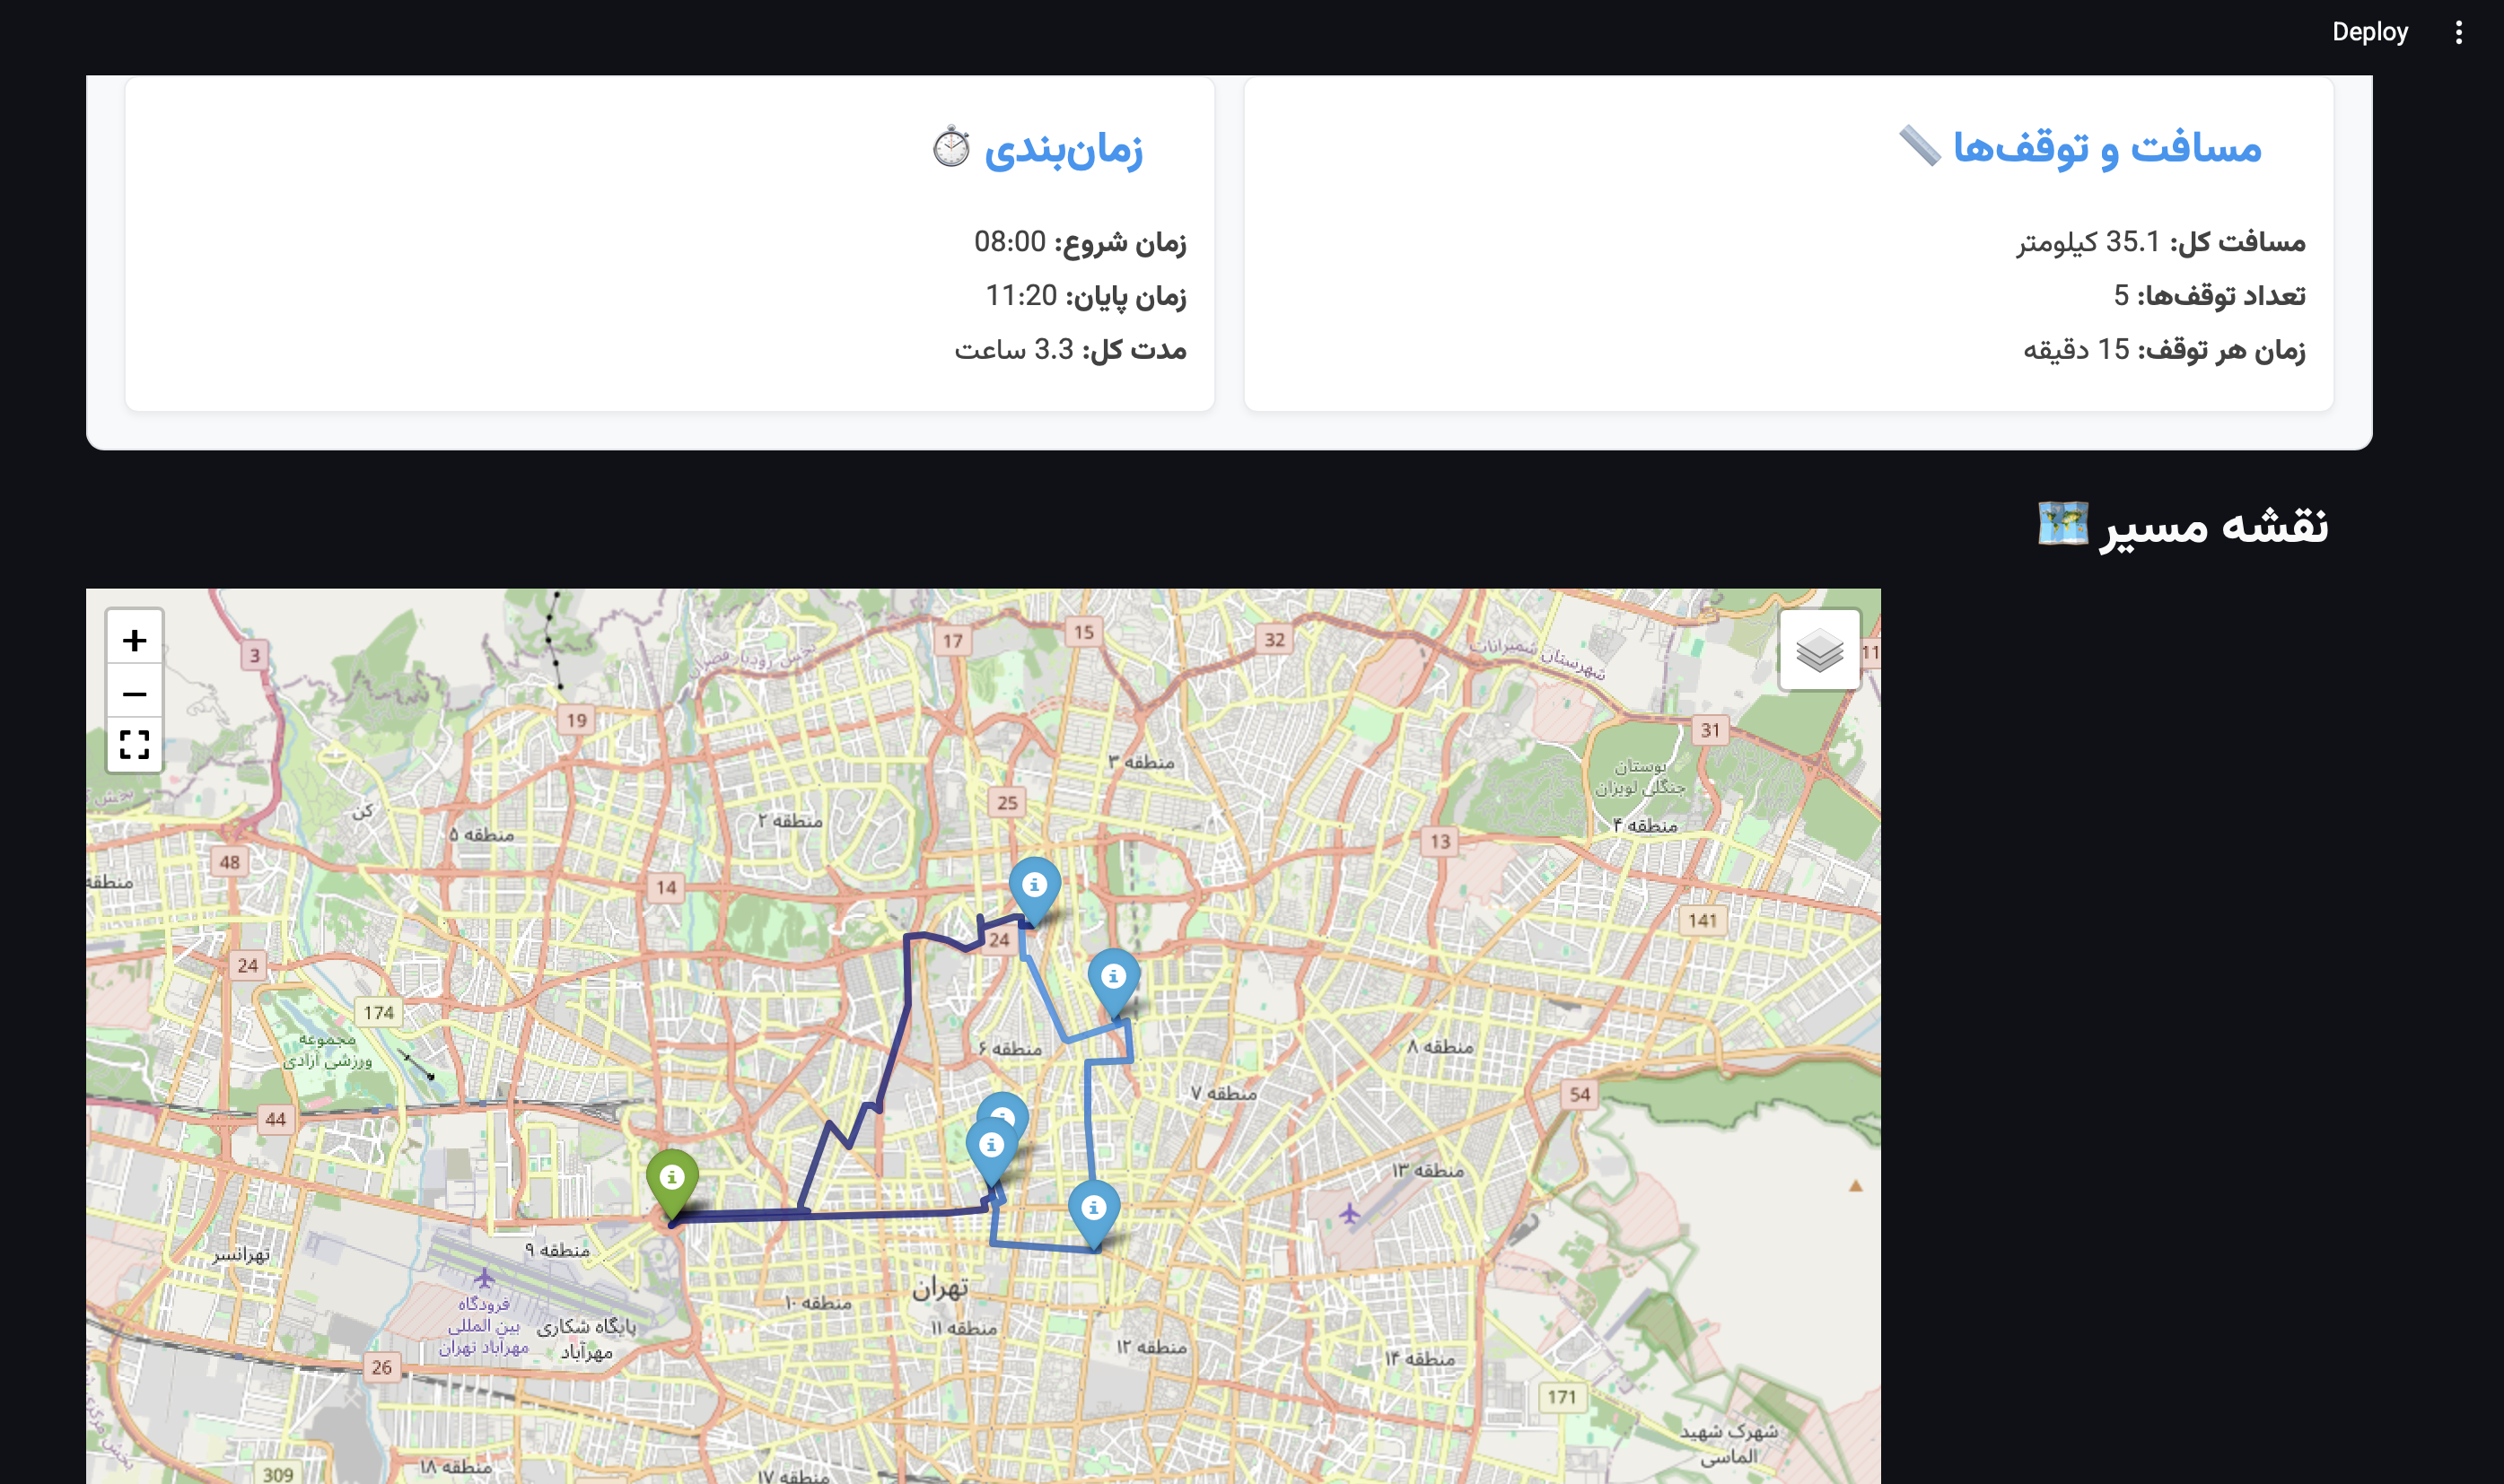 Deploy
مسافت و توقف‌ها
مسافت کل: 35.1 کیلومتر
تعداد توقف‌ها: 5
زمان هر توقف: 15 دقیقه
زمان‌بندی
زمان شروع: 08:00
زمان پایان: 11:20
مدت کل: 3.3 ساعت
نقشه مسیر
+
−
3
17
15
32
11
بخش رودبار قصران
شهرستان شمیرانات
19
31
منطقه ۳
بوستان
جنگلی لویزان
بخش کن
کن
25
منطقه ۲
منطقه ۵
منطقه ۴
13
48
14
منطقه
141
24
24
174
مجموعه
ورزشی آزادی
منطقه ۶
منطقه ۸
منطقه ۷
54
44
منطقه ۱۳
تهرانسر
منطقه ۹
تهران
فرودگاه
بین المللی
مهرآباد تهران
پایگاه شکاری
مهرآباد
منطقه ۱۰
منطقه ۱۱
منطقه ۱۲
منطقه ۱۴
26
171
شهرک شهید
الماسی
309
منطقه ۱۸
منطقه ۱۷